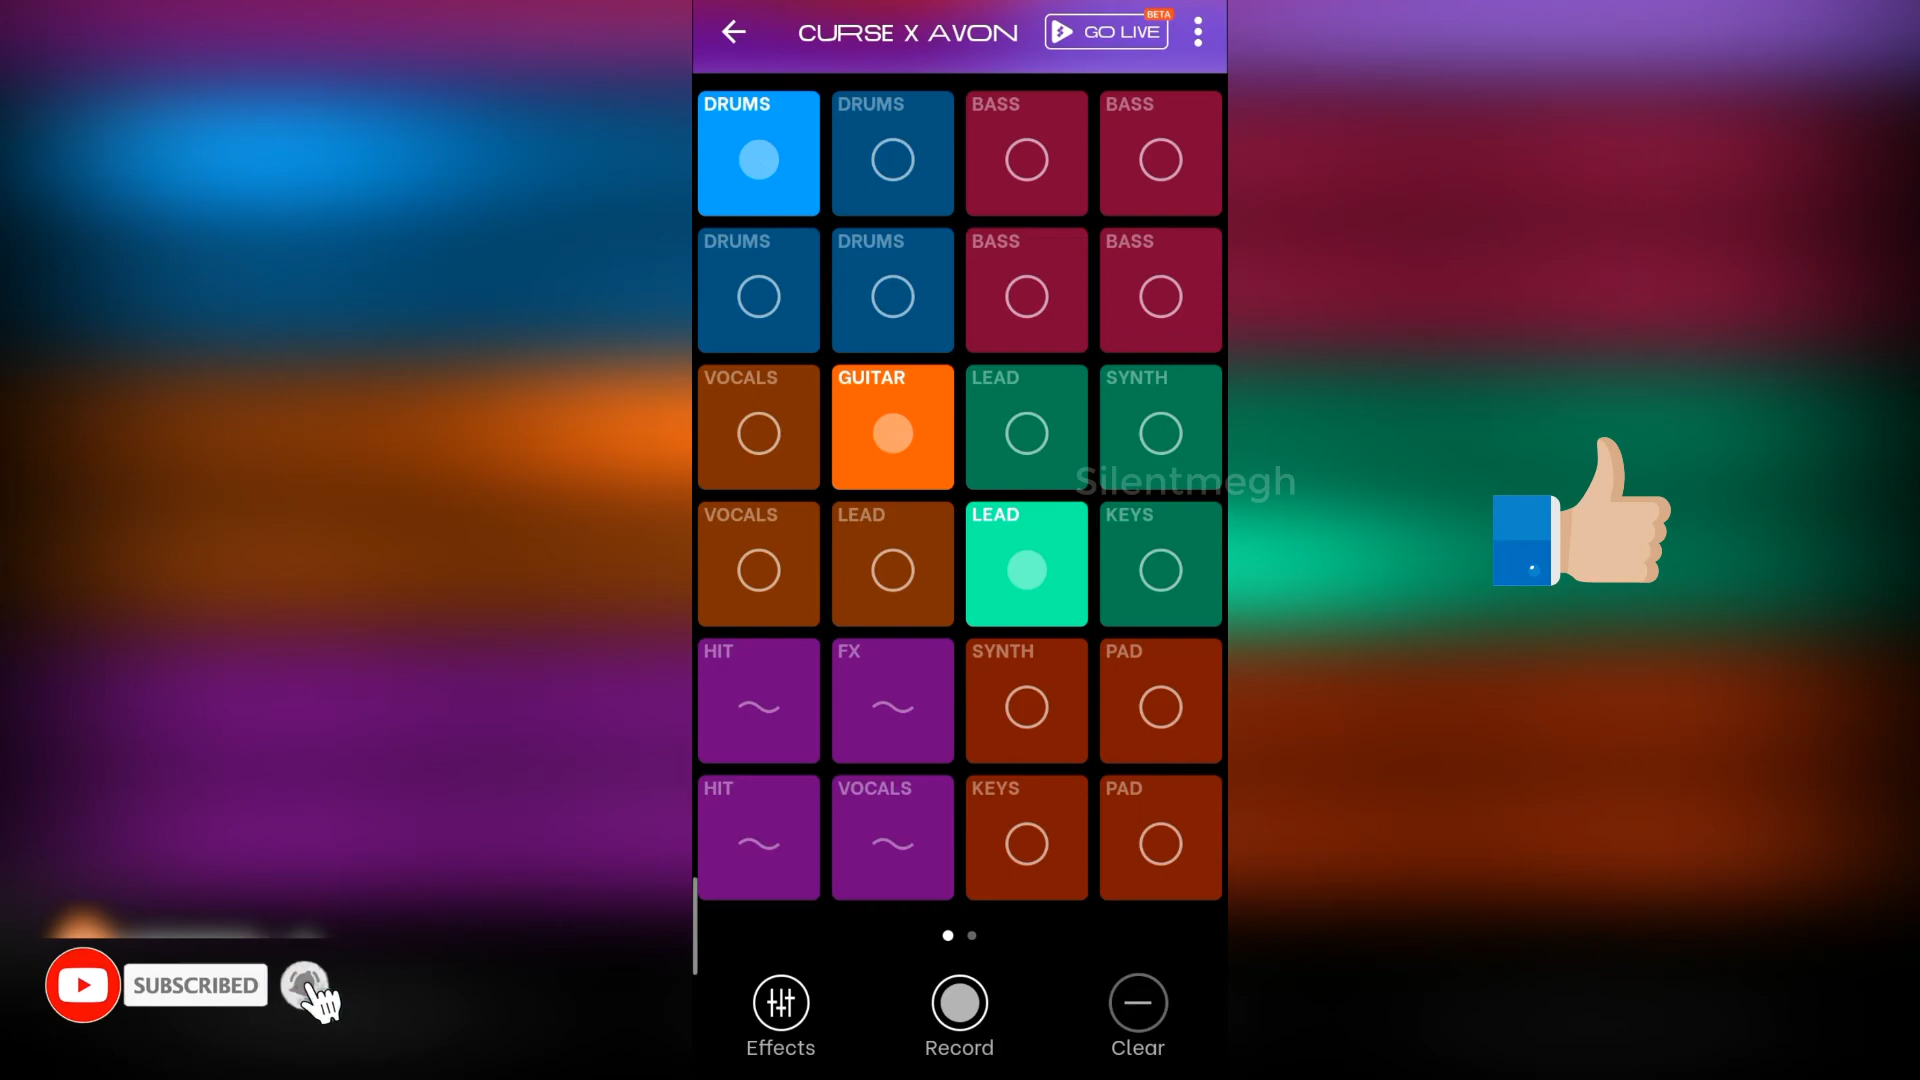 CURSE X AVON
GO LIVE
BETA
DRUMS DRUMS BASS BASS
DRUMS DRUMS BASS BASS
VOCALS GUITAR LEAD SYNTH
Silentmegh
VOCALS LEAD LEAD KEYS
HIT FX SYNTH PAD
HIT VOCALS KEYS PAD
SUBSCRIBED
Effects Record Clear